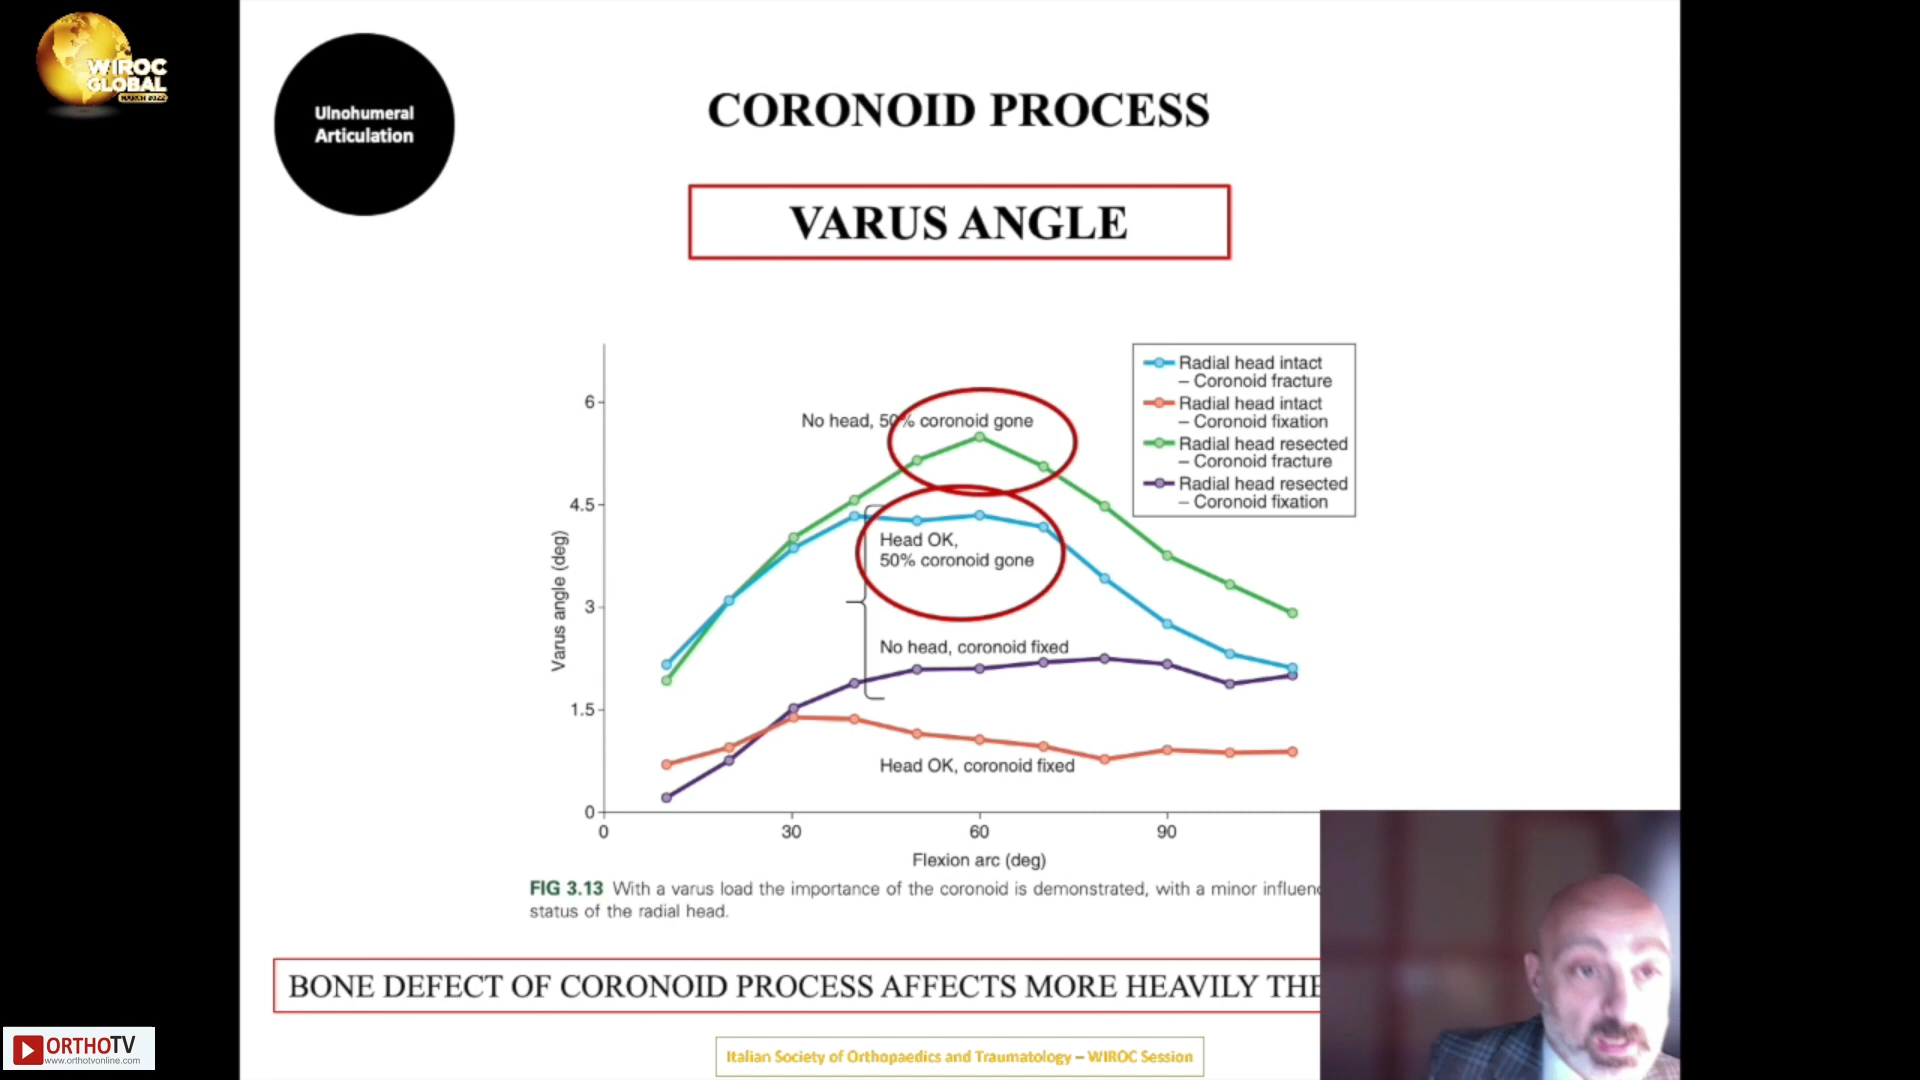 WIROC
GLOBAL
MARCH 2022
Ulnohumeral
Articulation
CORONOID PROCESS
VARUS ANGLE
Radial head intact
– Coronoid fracture
Radial head intact
– Coronoid fixation
Radial head resected
– Coronoid fracture
Radial head resected
– Coronoid fixation
6
No head, 50% coronoid gone
4.5
Head OK,
50% coronoid gone
Varus angle (deg)
3
No head, coronoid fixed
1.5
Head OK, coronoid fixed
0
0 30 60 90
Flexion arc (deg)
FIG 3.13 With a varus load the importance of the coronoid is demonstrated, with a minor
status of the radial head.
BONE DEFECT OF CORONOID PROCESS AFFECTS MORE HEAVILY THE
ORTHOTV
www.orthotvonline.com
Italian Society of Orthopaedics and Traumatology – WIROC Session